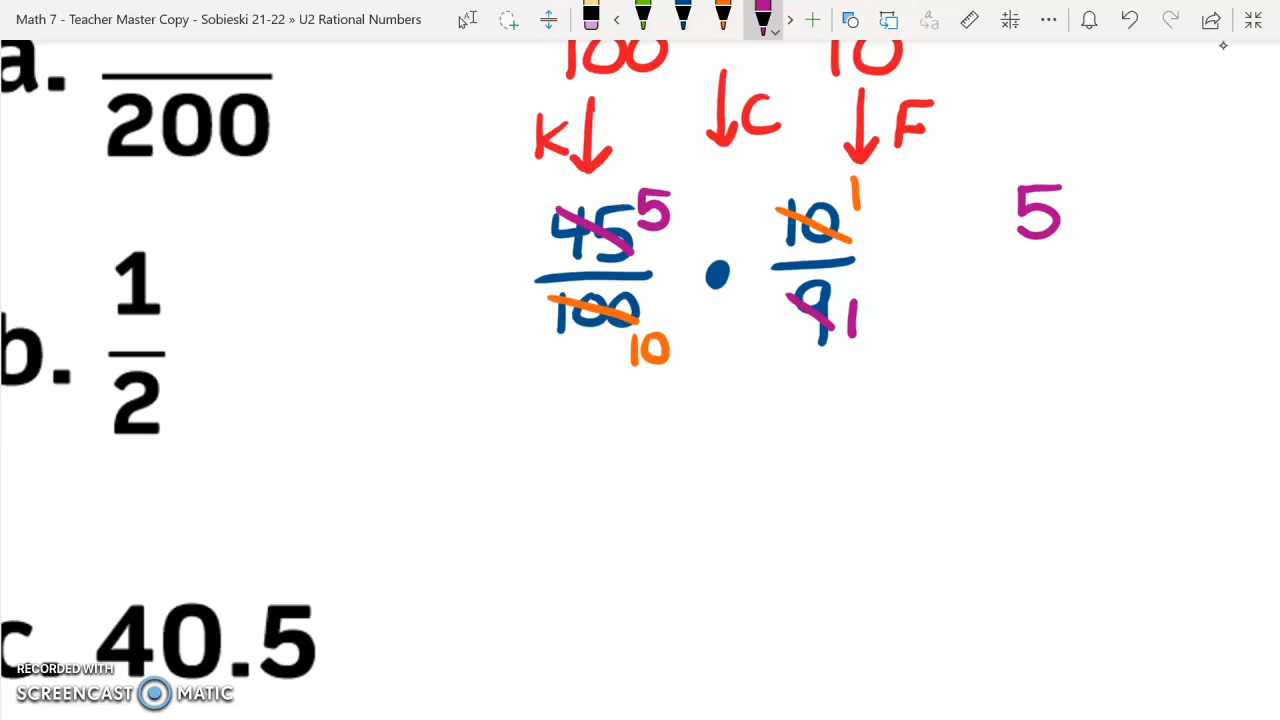 Math 7 - Teacher Master Copy - Sobieski 21-22 » U2 Rational Numbers
a. 200
100 10
K C F
45 5 10 1 5
100 10 • 9 1
b. 1
2
c. 40.5
RECORDED WITH
SCREENCAST MATIC